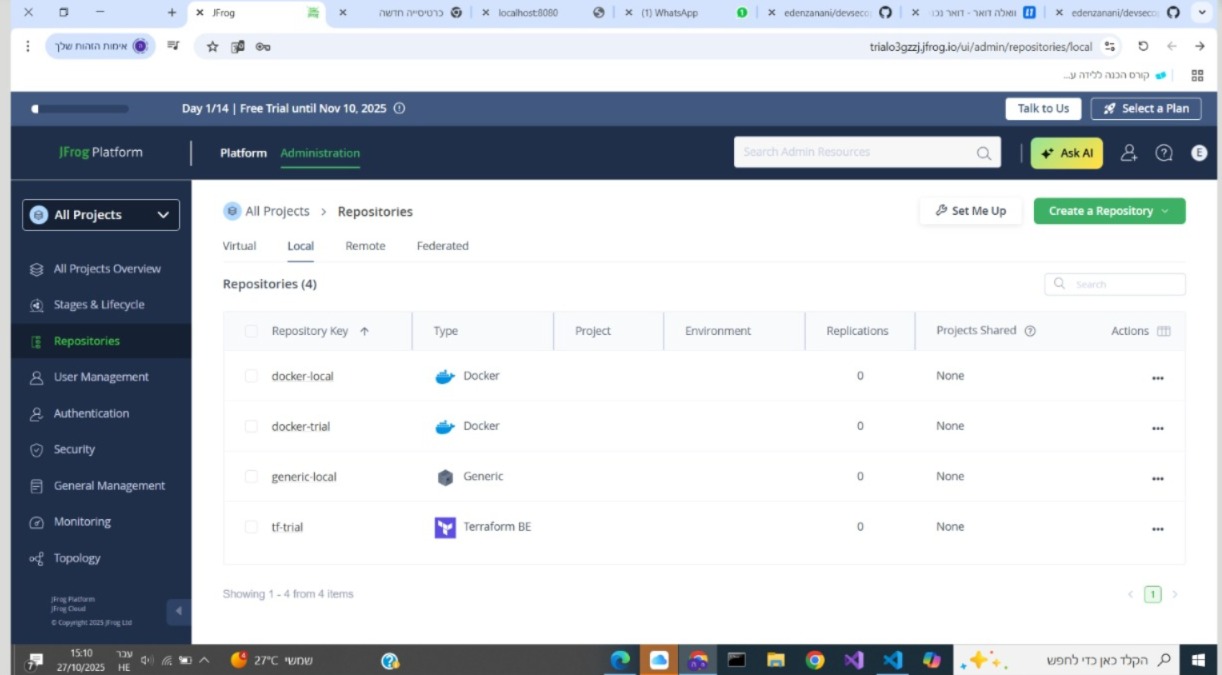 JFrog
כרטיסייה חדשה
localhost:8080
(1) WhatsApp
edenzanani/devseco
וואלה דואר - דואר נכנ
edenzanani/devseco
אימות הזהות שלך
trialo3gzzj.jfrog.io/ui/admin/repositories/local
קורס הכנה ללידה ע...
Day 1/14 | Free Trial until Nov 10, 2025
Talk to Us
Select a Plan
JFrog Platform
Platform Administration
Search Admin Resources
Ask AI
E
All Projects
All Projects > Repositories
Set Me Up
Create a Repository
Virtual Local Remote Federated
All Projects Overview
Stages & Lifecycle
Repositories
User Management
Authentication
Security
General Management
Monitoring
Topology
JFrog Platform
JFrog Cloud
© Copyright 2025 JFrog Ltd
Repositories (4)
Search
Repository Key Type Project Environment Replications Projects Shared Actions
docker-local Docker 0 None
docker-trial Docker 0 None
generic-local Generic 0 None
tf-trial Terraform BE 0 None
Showing 1 - 4 from 4 items
1
7
15:10
27/10/2025
עבר
HE
27°C שמשי
הקלד כאן כדי לחפש